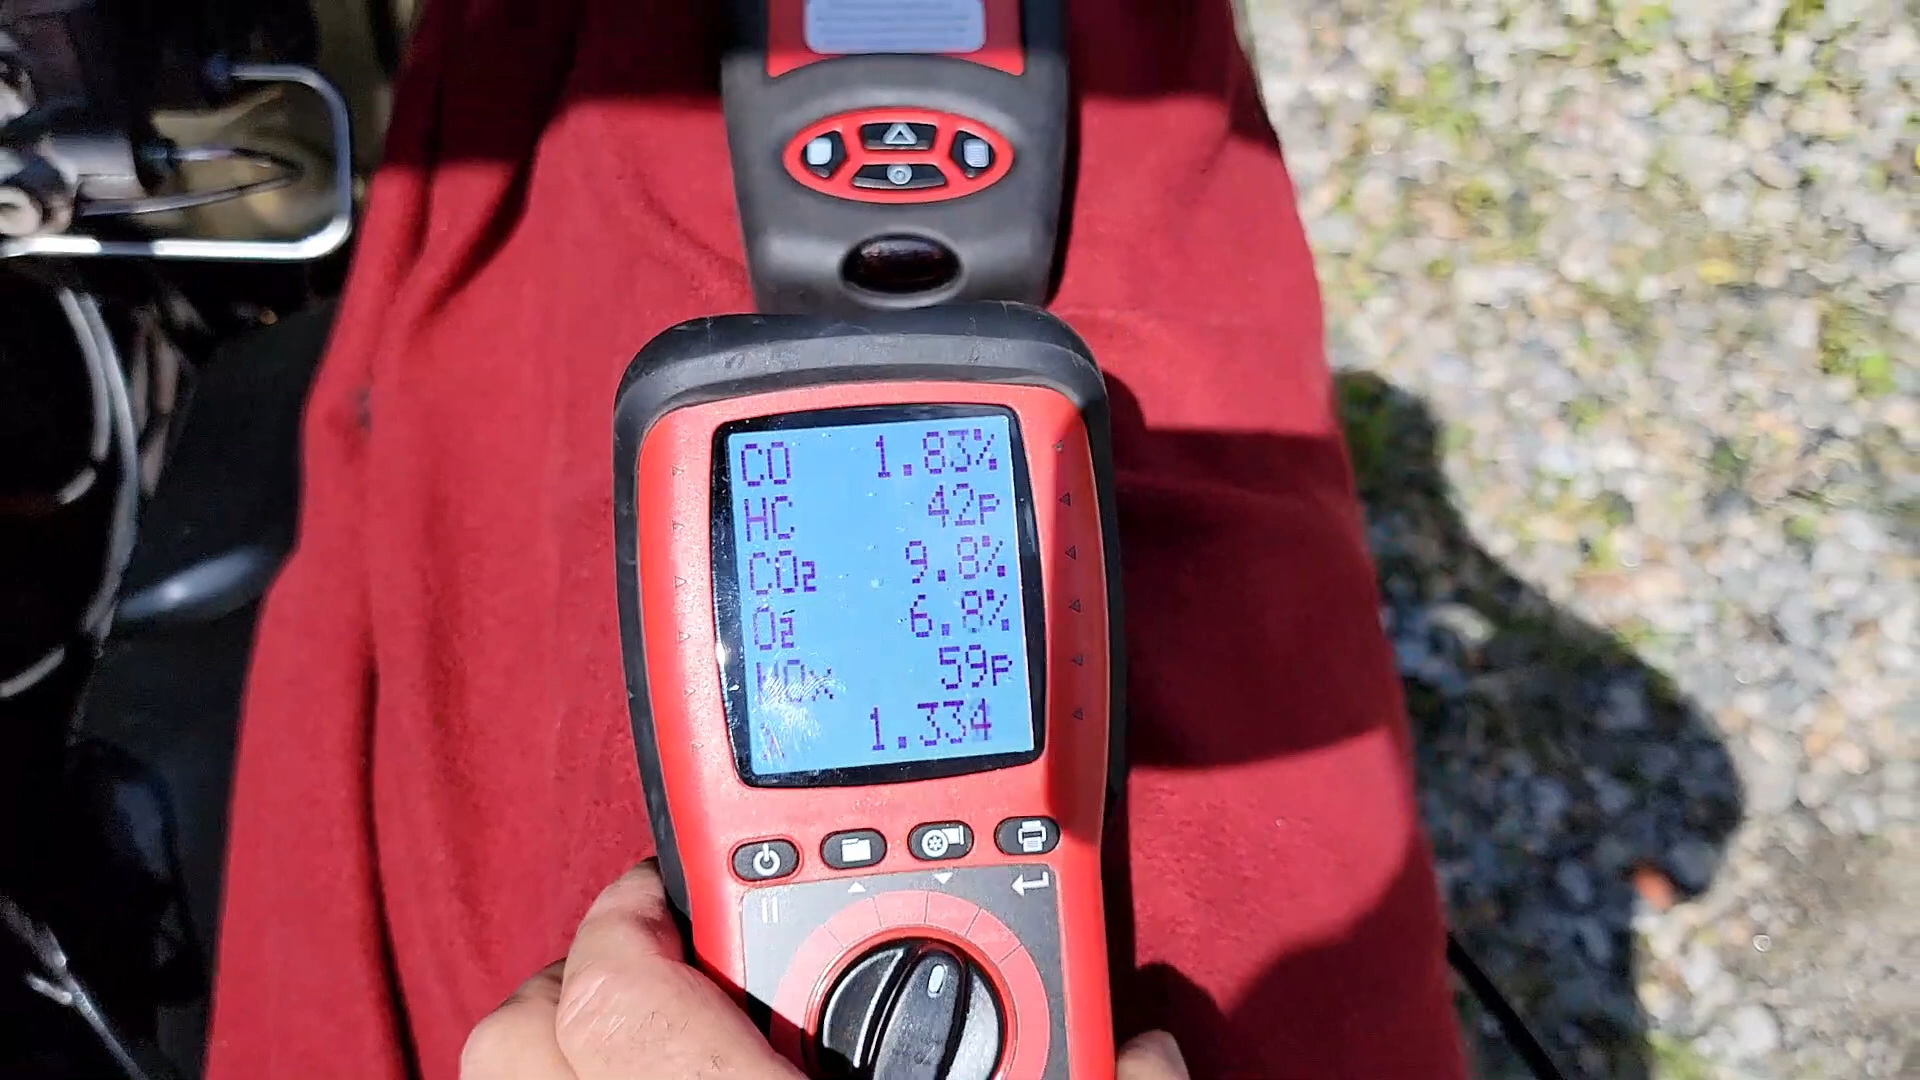 CO 1.83%
HC 42p
CO₂ 9.8%
O₂ 6.8%
NOx 59p
λ 1.334